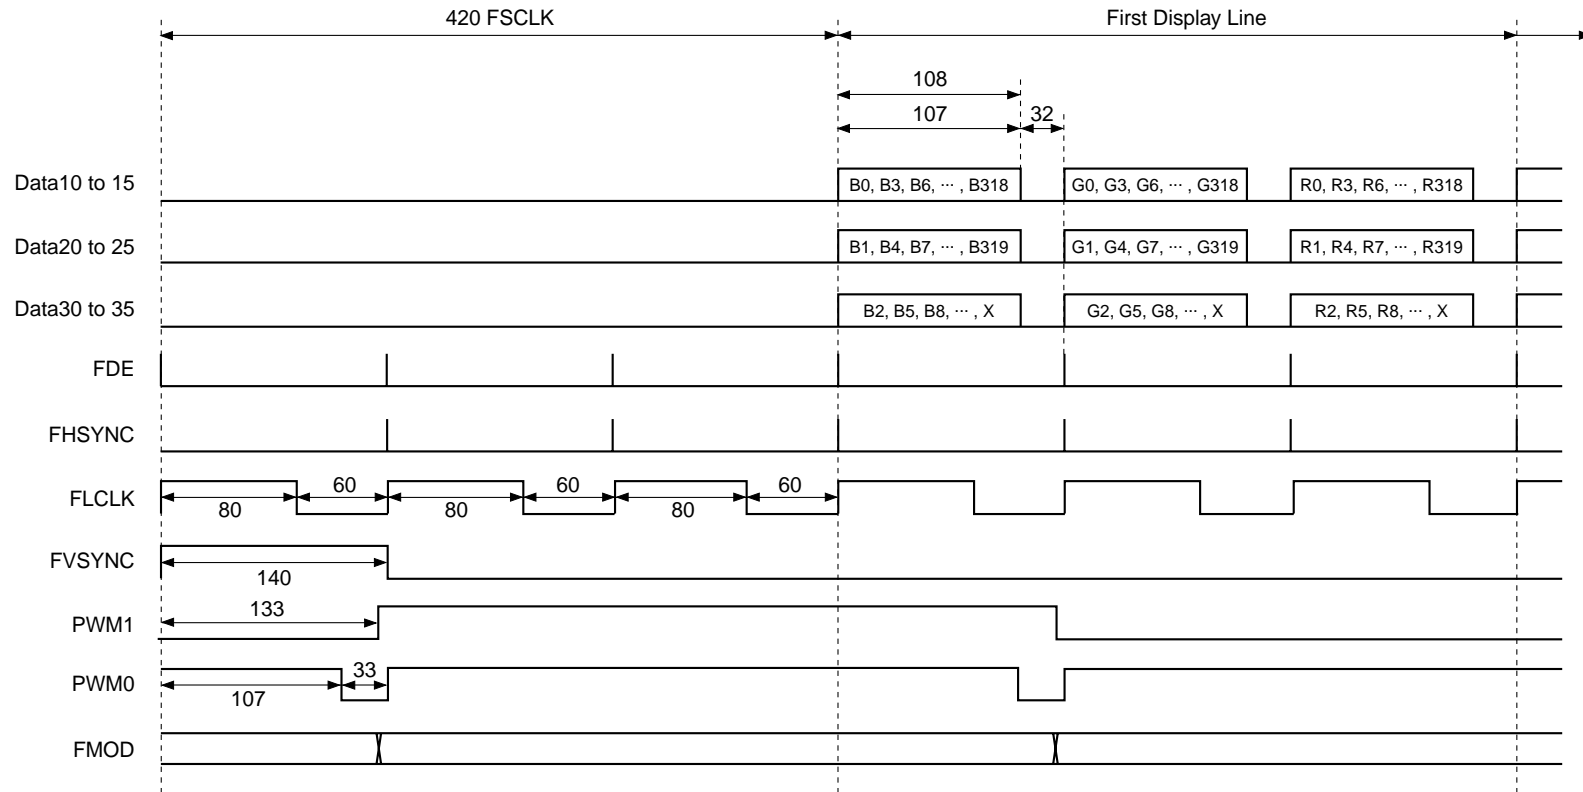 420 FSCLK
First Display Line
108
107
32
Data10 to 15
B0, B3, B6, ··· , B318
G0, G3, G6, ··· , G318
R0, R3, R6, ··· , R318
Data20 to 25
B1, B4, B7, ··· , B319
G1, G4, G7, ··· , G319
R1, R4, R7, ··· , R319
Data30 to 35
B2, B5, B8, ··· , X
G2, G5, G8, ··· , X
R2, R5, R8, ··· , X
FDE
FHSYNC
FLCLK
80
60
80
60
80
60
FVSYNC
140
PWM1
133
PWM0
107
33
FMOD